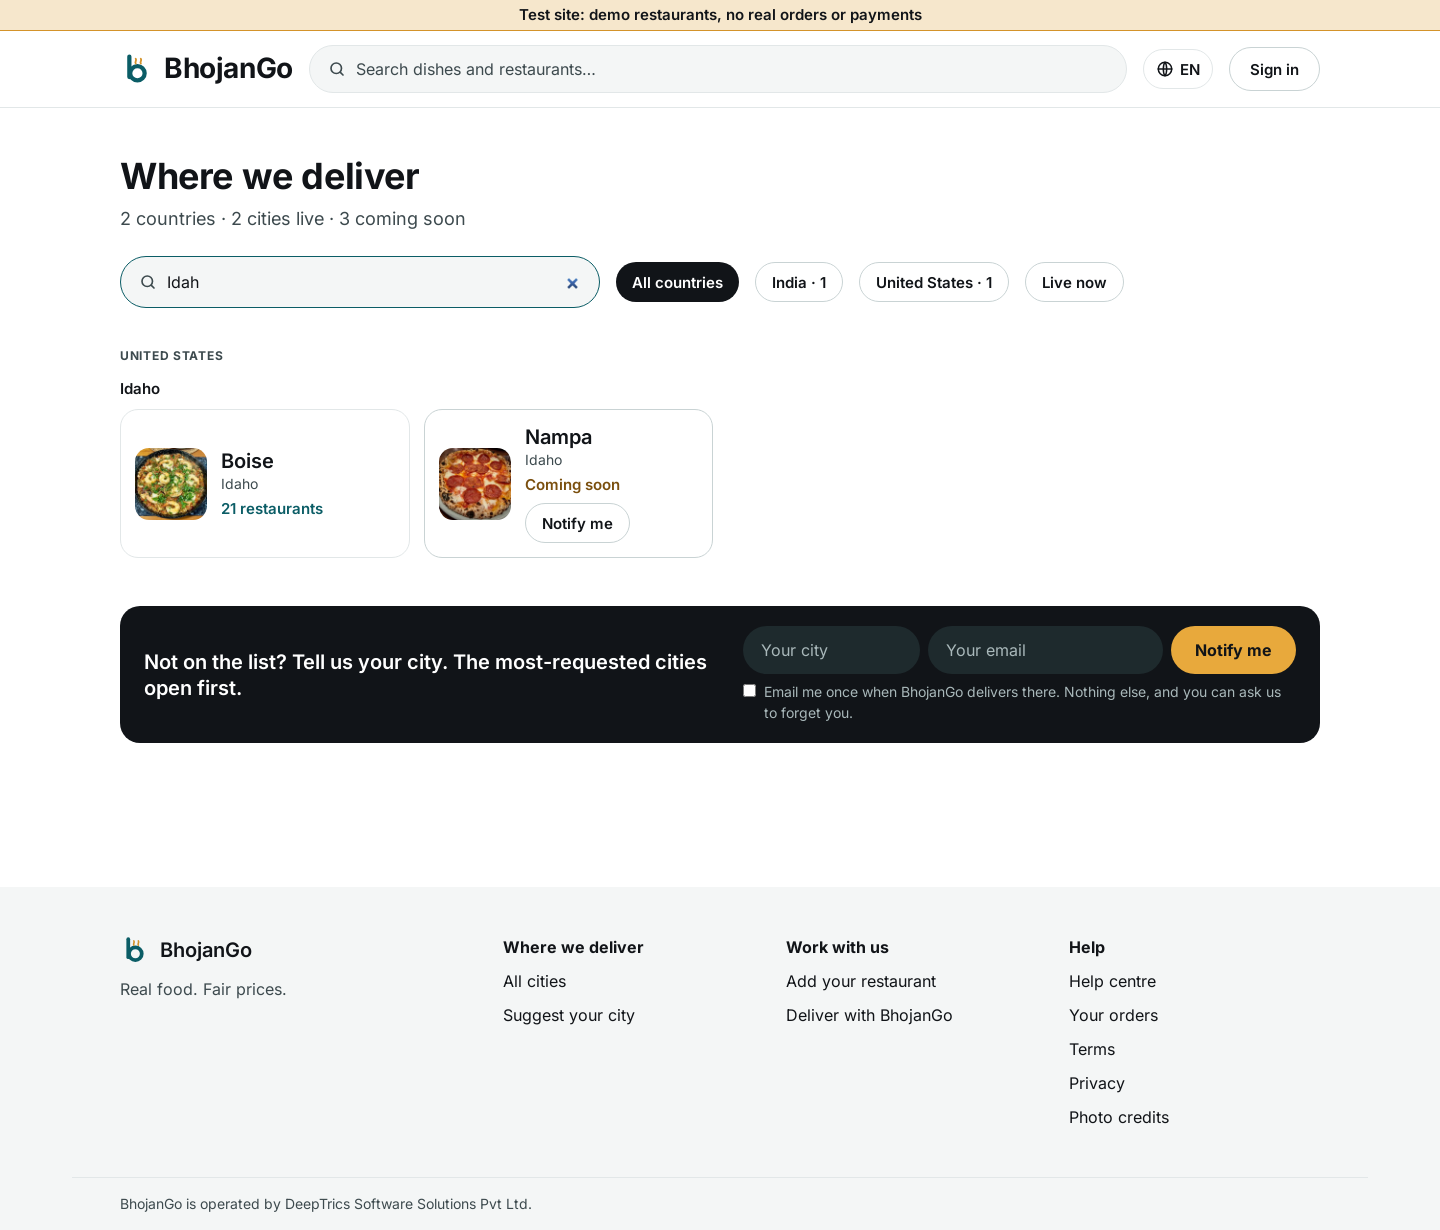 Test site: demo restaurants, no real orders or payments
BhojanGo
Search dishes and restaurants...
EN
Sign in
Where we deliver
2 countries · 2 cities live · 3 coming soon
Idah
All countries
India · 1
United States · 1
Live now
UNITED STATES
Idaho
Boise
Idaho
21 restaurants
Nampa
Idaho
Coming soon
Notify me
Not on the list? Tell us your city. The most-requested cities
open first.
Your city
Your email
Notify me
Email me once when BhojanGo delivers there. Nothing else, and you can ask us
to forget you.
BhojanGo
Real food. Fair prices.
Where we deliver
All cities
Suggest your city
Work with us
Add your restaurant
Deliver with BhojanGo
Help
Help centre
Your orders
Terms
Privacy
Photo credits
BhojanGo is operated by DeepTrics Software Solutions Pvt Ltd.